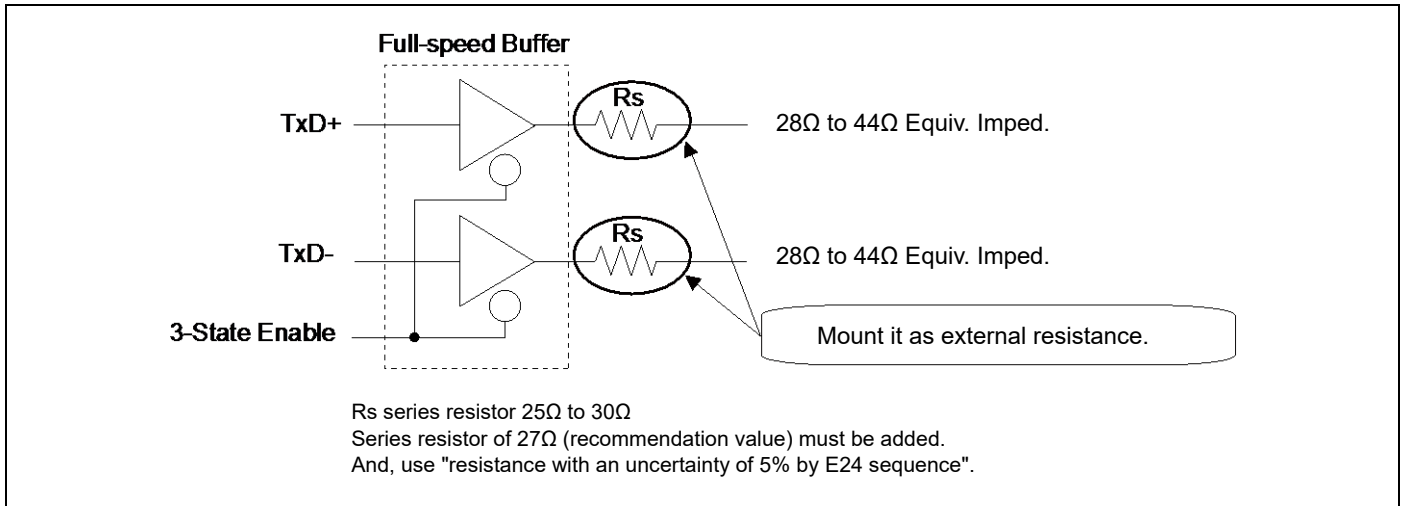 Full-speed Buffer
Rs
TxD+
28Ω to 44Ω Equiv. Imped.
Rs
TxD-
28Ω to 44Ω Equiv. Imped.
3-State Enable
Mount it as external resistance.
Rs series resistor 25Ω to 30Ω
Series resistor of 27Ω (recommendation value) must be added.
And, use "resistance with an uncertainty of 5% by E24 sequence".